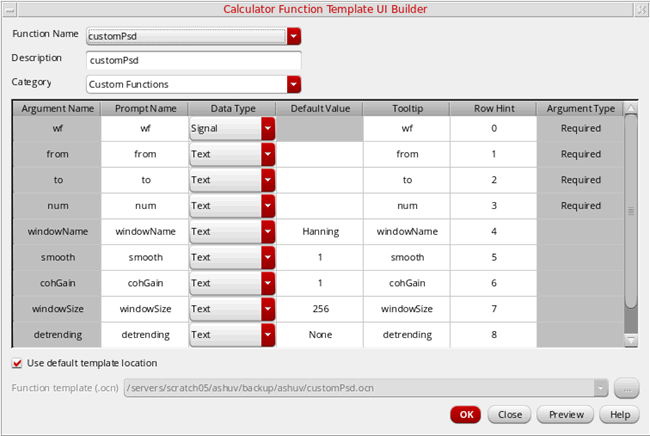 Calculator Function Template UI Builder
Function Name customPsd
Description customPsd
Category Custom Functions
Argument Name Prompt Name Data Type Default Value Tooltip Row Hint Argument Type
wf wf Signal wf 0 Required
from from Text from 1 Required
to to Text to 2 Required
num num Text num 3 Required
windowName windowName Text Hanning windowName 4
smooth smooth Text 1 smooth 5
cohGain cohGain Text 1 cohGain 6
windowSize windowSize Text 256 windowSize 7
detrending detrending Text None detrending 8
Use default template location
Function template (.ocn) /servers/scratch05/ashuv/backup/ashuv/customPsd.ocn ...
OK Close Preview Help